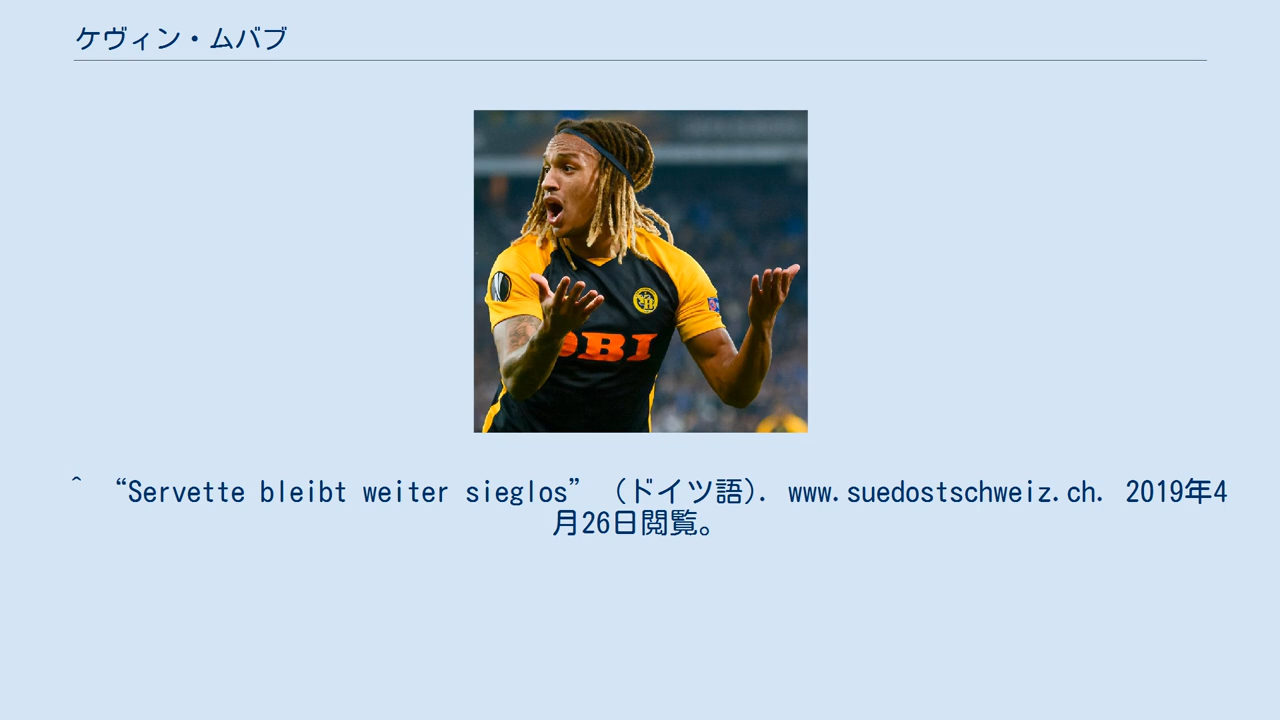 ケヴィン・ムバブ
OBI
^ “Servette bleibt weiter sieglos” (ドイツ語). www.suedostschweiz.ch. 2019年4
月26日閲覧。